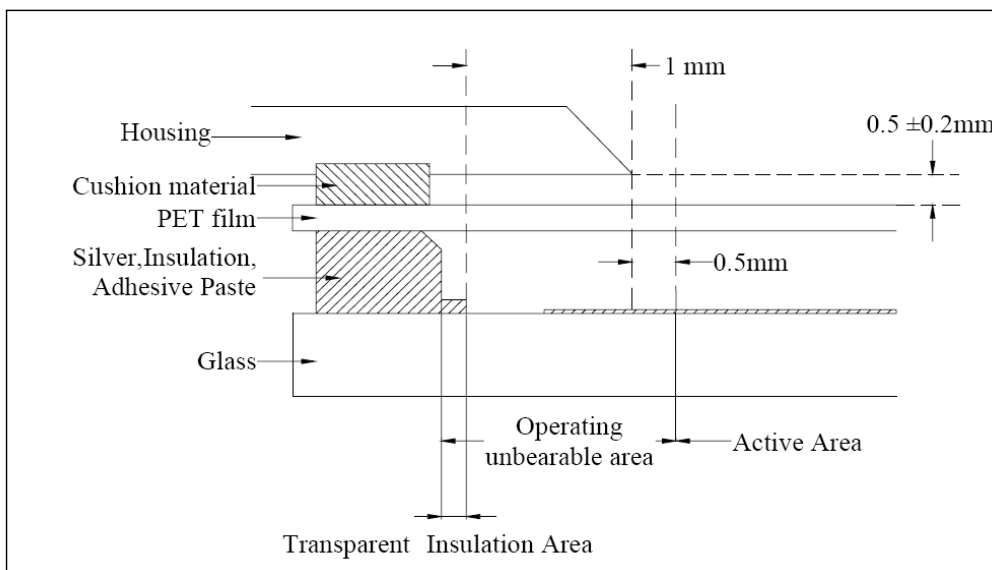 1 mm
Housing
0.5 ±0.2mm
Cushion material
PET film
Silver,Insulation,
Adhesive Paste
0.5mm
Glass
Operating
unbearable area
Active Area
Transparent Insulation Area